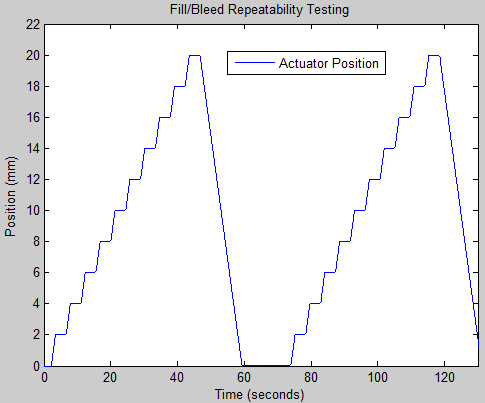 Fill/Bleed Repeatability Testing
Actuator Position
Position (mm)
22
20
18
16
14
12
10
8
6
4
2
0
0 20 40 60 80 100 120
Time (seconds)